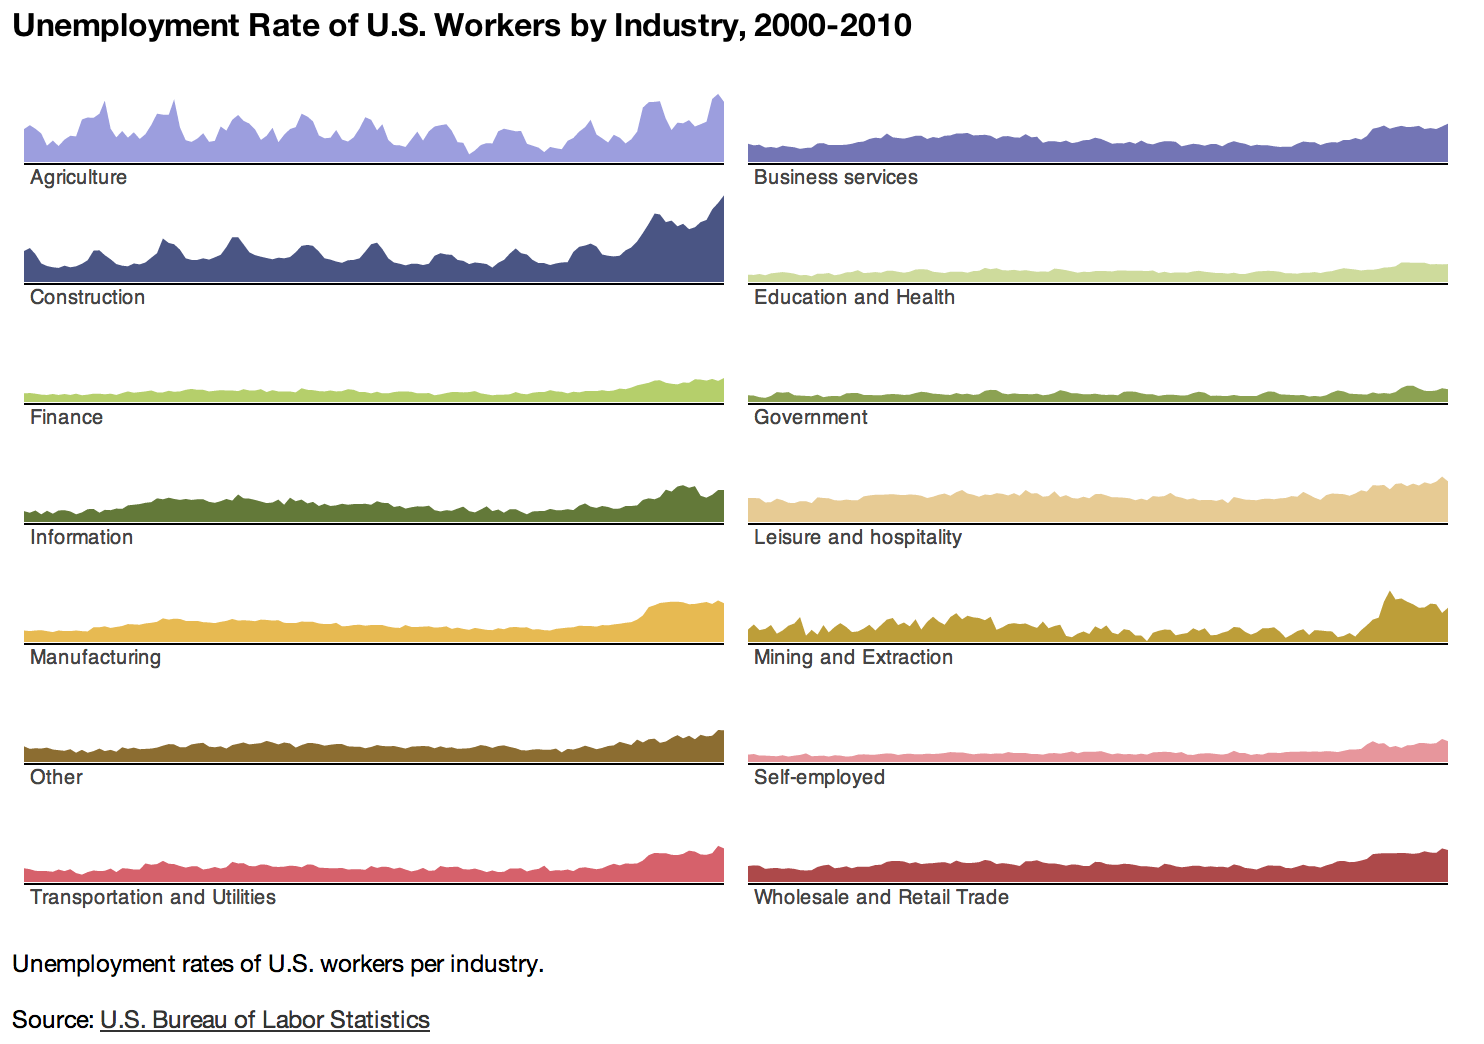 Unemployment Rate of U.S. Workers by Industry, 2000-2010
Agriculture
Business services
Construction
Education and Health
Finance
Government
Information
Leisure and hospitality
Manufacturing
Mining and Extraction
Other
Self-employed
Transportation and Utilities
Wholesale and Retail Trade
Unemployment rates of U.S. workers per industry.
Source: U.S. Bureau of Labor Statistics